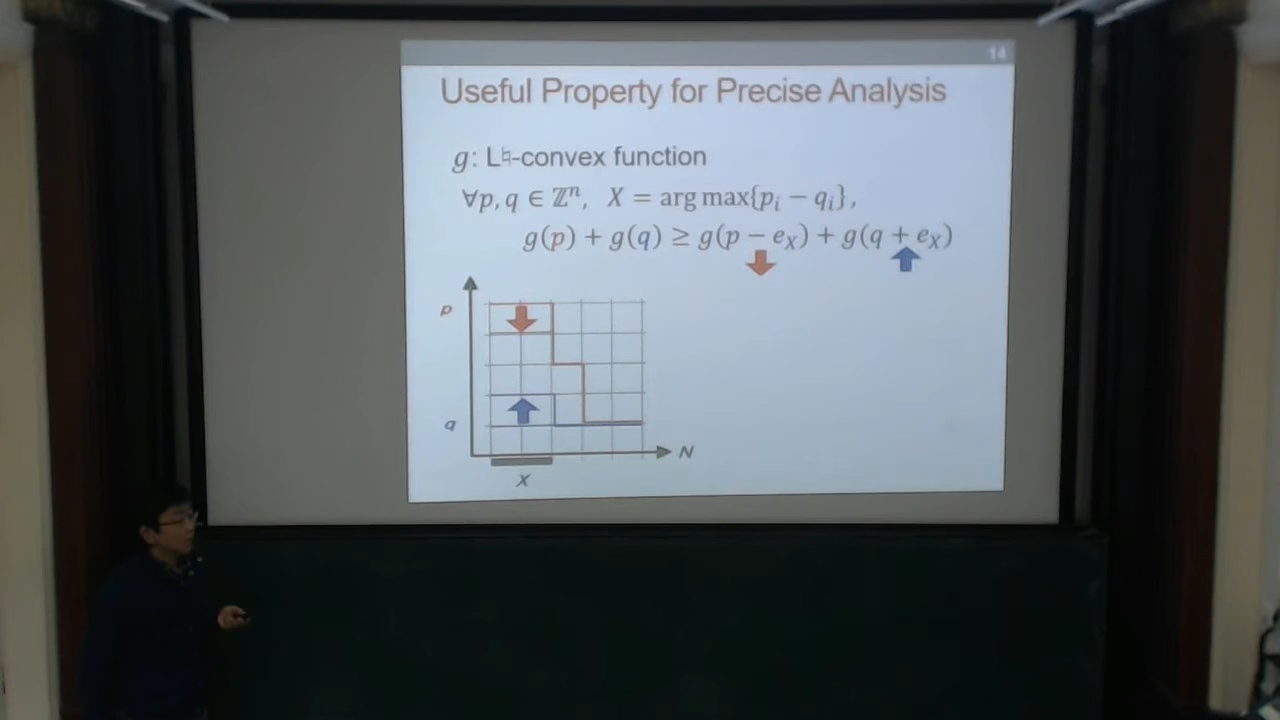 14
Useful Property for Precise Analysis
g: L♮-convex function
∀p, q ∈ ℤⁿ, X = arg max{pᵢ − qᵢ},
g(p) + g(q) ≥ g(p − e_X) + g(q + e_X)
p
q
N
X